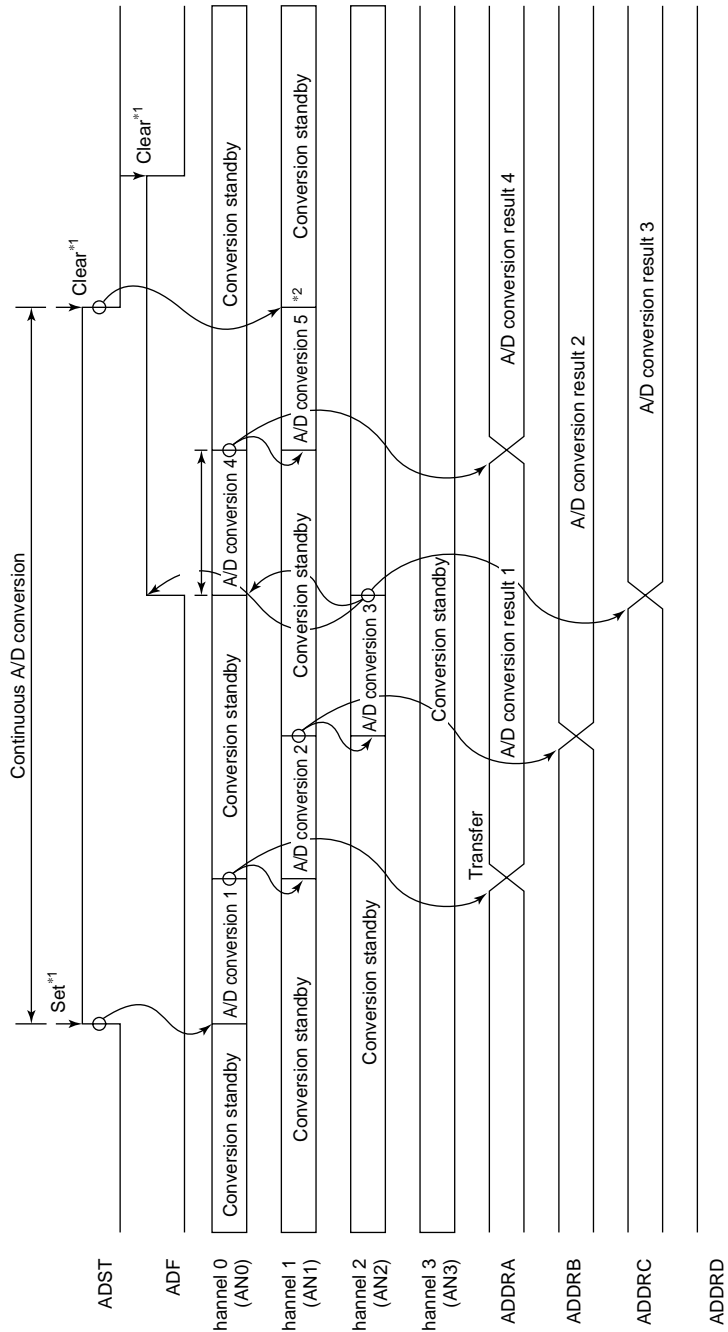 Continuous A/D conversion
Set*1
Clear*1
Clear*1
ADST
ADF
hannel 0
(AN0)
Conversion standby
A/D conversion 1
Conversion standby
A/D conversion 4
Conversion standby
hannel 1
(AN1)
Conversion standby
A/D conversion 2
Conversion standby
A/D conversion 5
*2
Conversion standby
hannel 2
(AN2)
Conversion standby
A/D conversion 3
hannel 3
(AN3)
Conversion standby
ADDRA
Transfer
A/D conversion result 1
A/D conversion result 4
ADDRB
A/D conversion result 2
ADDRC
A/D conversion result 3
ADDRD